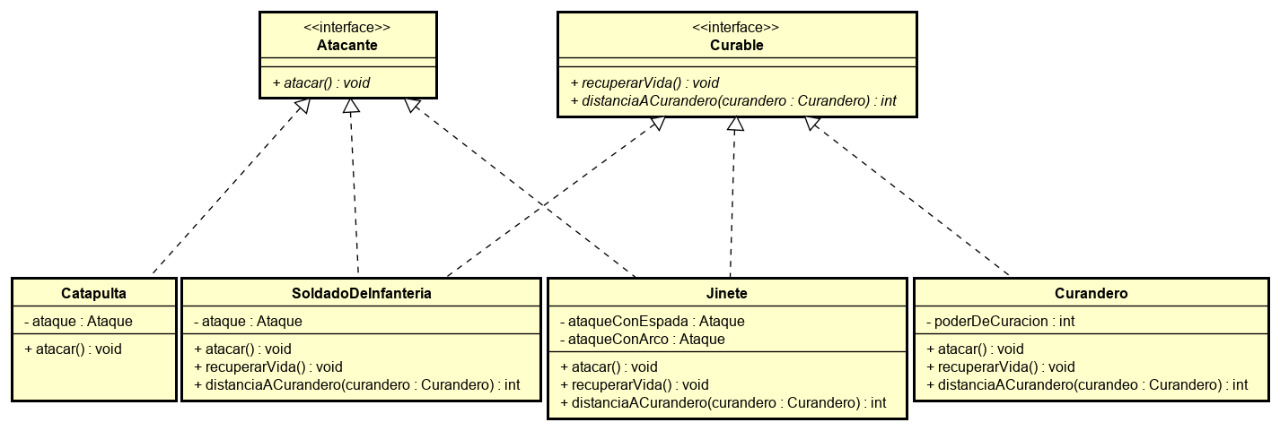 <<interface>>
Atacante
+ atacar() : void
<<interface>>
Curable
+ recuperarVida() : void
+ distanciaACurandero(curandero : Curandero) : int
Catapulta
- ataque : Ataque
+ atacar() : void
SoldadoDeInfanteria
- ataque : Ataque
+ atacar() : void
+ recuperarVida() : void
+ distanciaACurandero(curandero : Curandero) : int
Jinete
- ataqueConEspada : Ataque
- ataqueConArco : Ataque
+ atacar() : void
+ recuperarVida() : void
+ distanciaACurandero(curandero : Curandero) : int
Curandero
- poderDeCuracion : int
+ atacar() : void
+ recuperarVida() : void
+ distanciaACurandero(curandeo : Curandero) : int